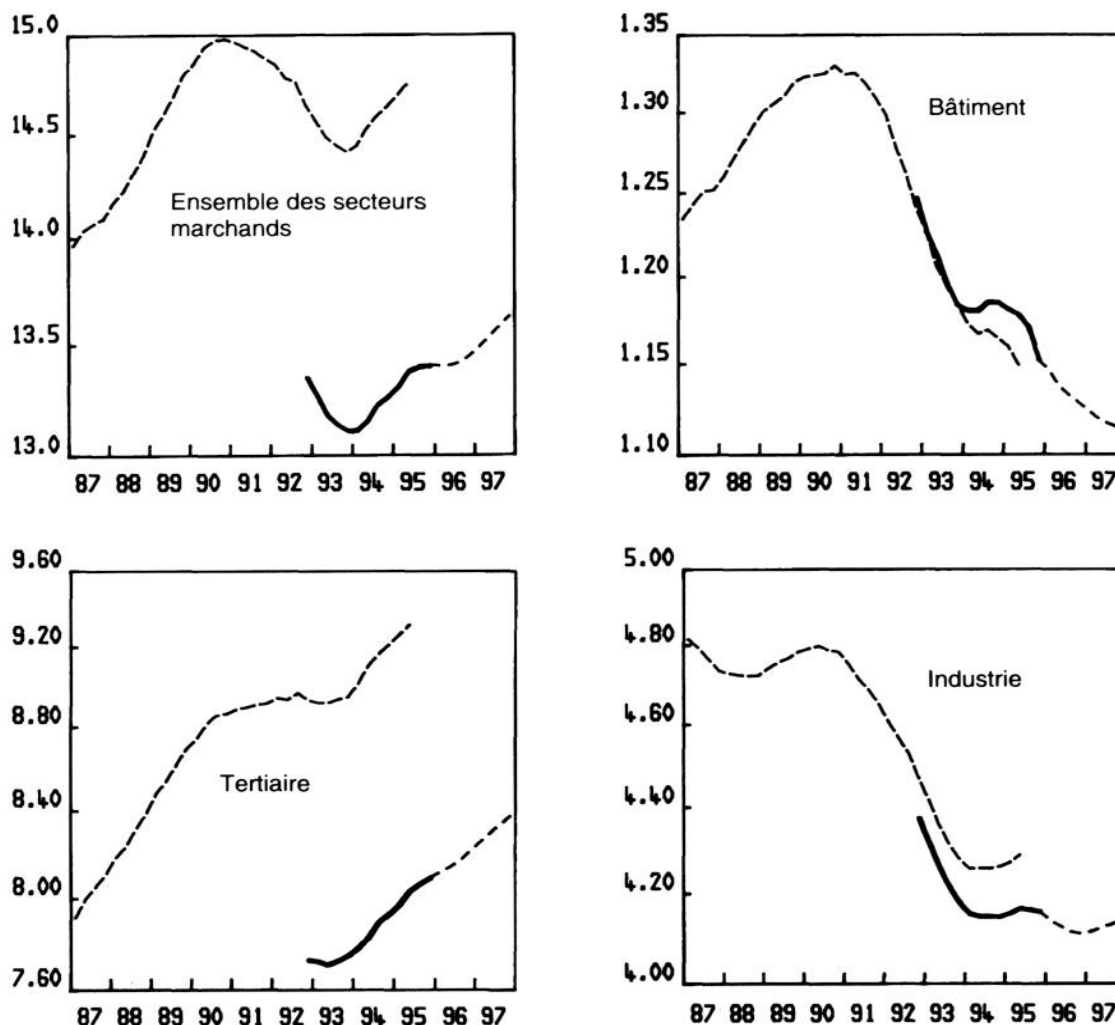 15.0
14.5
14.0
13.5
13.0
Ensemble des secteurs
marchands
87 88 89 90 91 92 93 94 95 96 97
1.35
1.30
1.25
1.20
1.15
1.10
Bâtiment
87 88 89 90 91 92 93 94 95 96 97
9.60
9.20
8.80
8.40
8.00
7.60
Tertiaire
87 88 89 90 91 92 93 94 95 96 97
5.00
4.80
4.60
4.40
4.20
4.00
Industrie
87 88 89 90 91 92 93 94 95 96 97